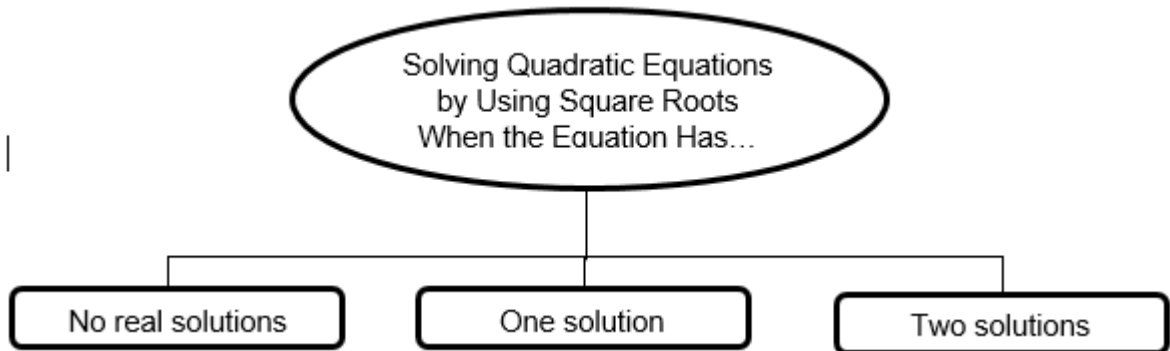 Solving Quadratic Equations
by Using Square Roots
When the Equation Has…
No real solutions
One solution
Two solutions